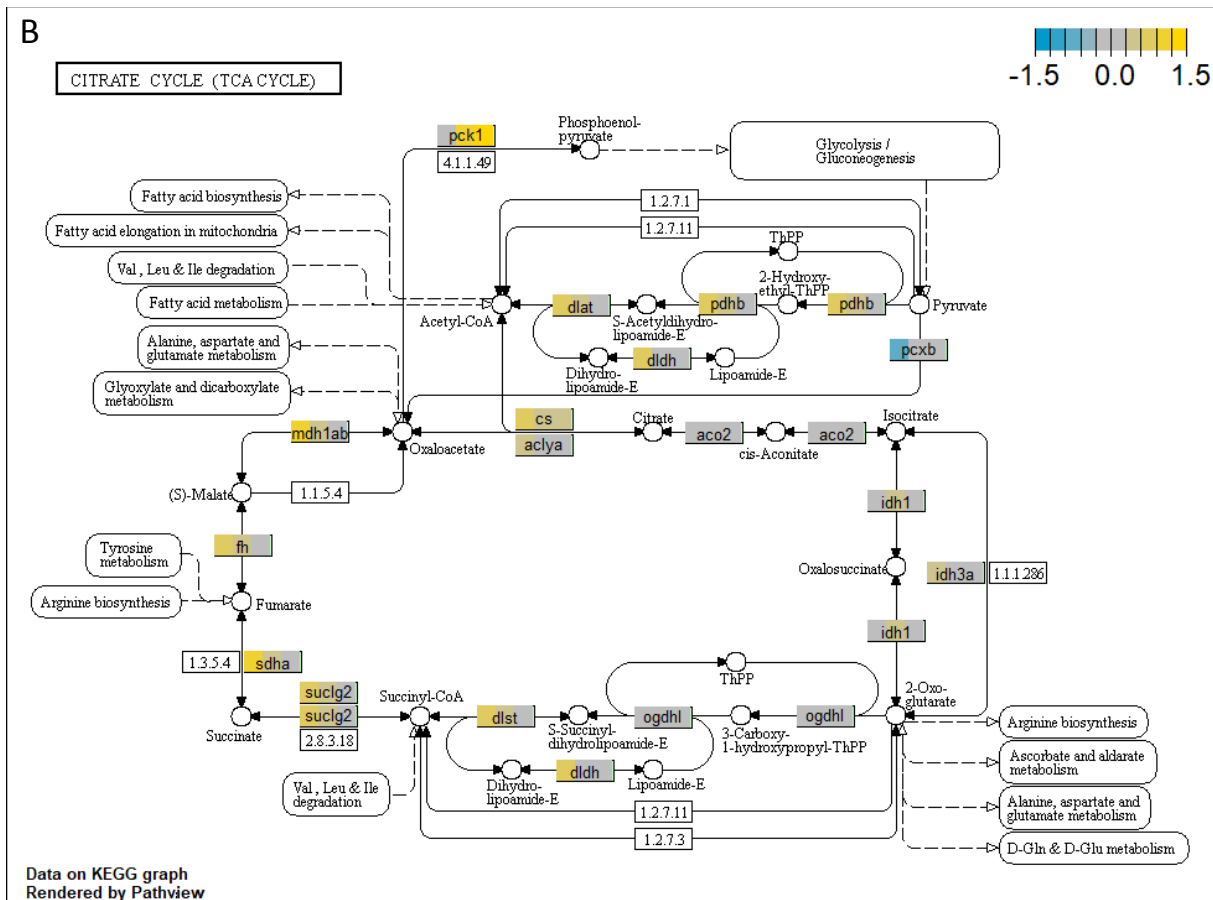 B
-1.5 0.0 1.5
CITRATE CYCLE (TCA CYCLE)
Phosphoenol-
pyruvate
pck1
4.1.1.49
Glycolysis /
Gluconeogenesis
Fatty acid biosynthesis
Fatty acid elongation in mitochondria
Val , Leu & Ile degradation
Fatty acid metabolism
Alanine, aspartate and
glutamate metabolism
Glyoxylate and dicarboxylate
metabolism
1.2.7.1
1.2.7.11
ThPP
2-Hydroxy-
ethyl-ThPP
dlat
pdhb
pdhb
Acetyl-CoA
S-Acetyldihydro-
lipoamide-E
Pyruvate
pcxb
dldh
Dihydro-
lipoamide-E
Lipoamide-E
mdh1ab
Oxaloacetate
cs
aclya
Citrate
aco2
cis-Aconitate
aco2
Isocitrate
(S)-Malate
1.1.5.4
idh1
fh
Tyrosine
metabolism
Arginine biosynthesis
Fumarate
Oxalosuccinate
idh3a
1.1.1.286
idh1
1.3.5.4
sdha
ThPP
suclg2
suclg2
2.8.3.18
Succinate
Succinyl-CoA
dlst
S-Succinyl-
dihydrolipoamide-E
ogdhl
3-Carboxy-
1-hydroxypropyl-ThPP
ogdhl
2-Oxo-
glutarate
dldh
Dihydro-
lipoamide-E
Lipoamide-E
Val , Leu & Ile
degradation
1.2.7.11
1.2.7.3
Arginine biosynthesis
Ascorbate and aldarate
metabolism
Alanine, aspartate and
glutamate metabolism
D-Gln & D-Glu metabolism
Data on KEGG graph
Rendered by Pathview